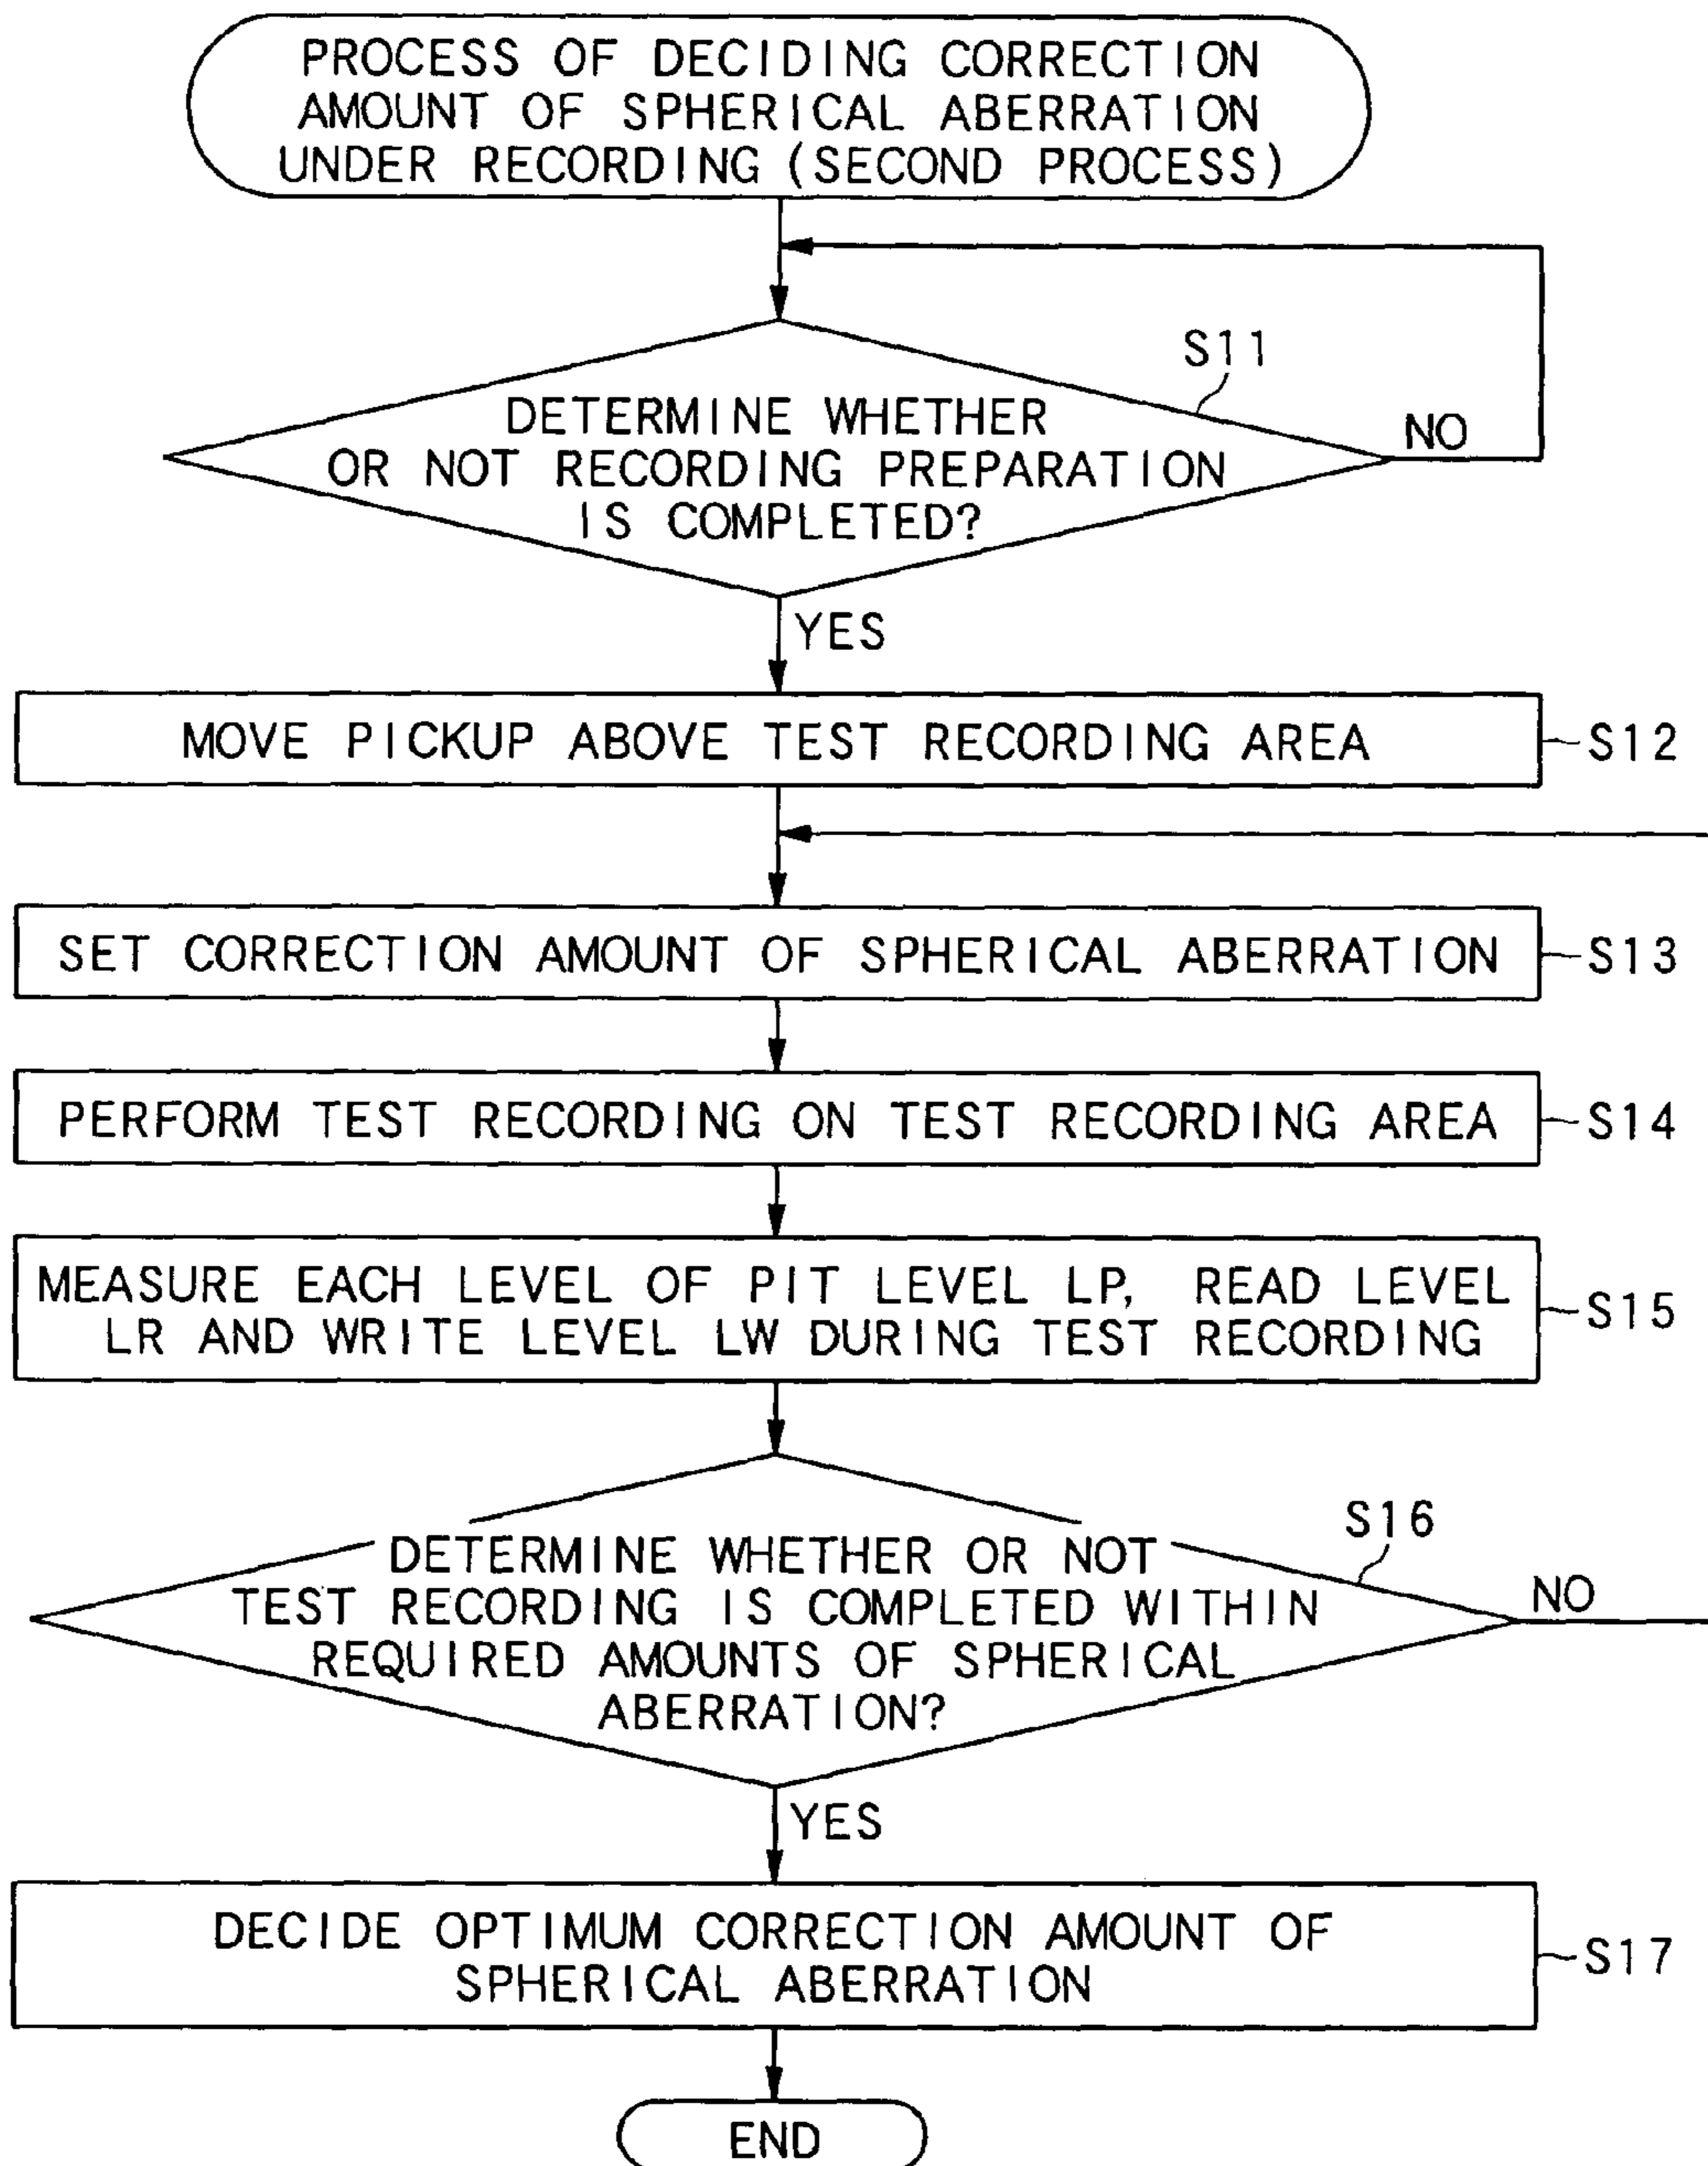 PROCESS OF DECIDING CORRECTION
AMOUNT OF SPHERICAL ABERRATION
UNDER RECORDING (SECOND PROCESS)
S11
DETERMINE WHETHER
OR NOT RECORDING PREPARATION
IS COMPLETED?
NO
YES
MOVE PICKUP ABOVE TEST RECORDING AREA
S12
SET CORRECTION AMOUNT OF SPHERICAL ABERRATION
S13
PERFORM TEST RECORDING ON TEST RECORDING AREA
S14
MEASURE EACH LEVEL OF PIT LEVEL LP, READ LEVEL
LR AND WRITE LEVEL LW DURING TEST RECORDING
S15
S16
DETERMINE WHETHER OR NOT
TEST RECORDING IS COMPLETED WITHIN
REQUIRED AMOUNTS OF SPHERICAL
ABERRATION?
NO
YES
DECIDE OPTIMUM CORRECTION AMOUNT OF
SPHERICAL ABERRATION
S17
END